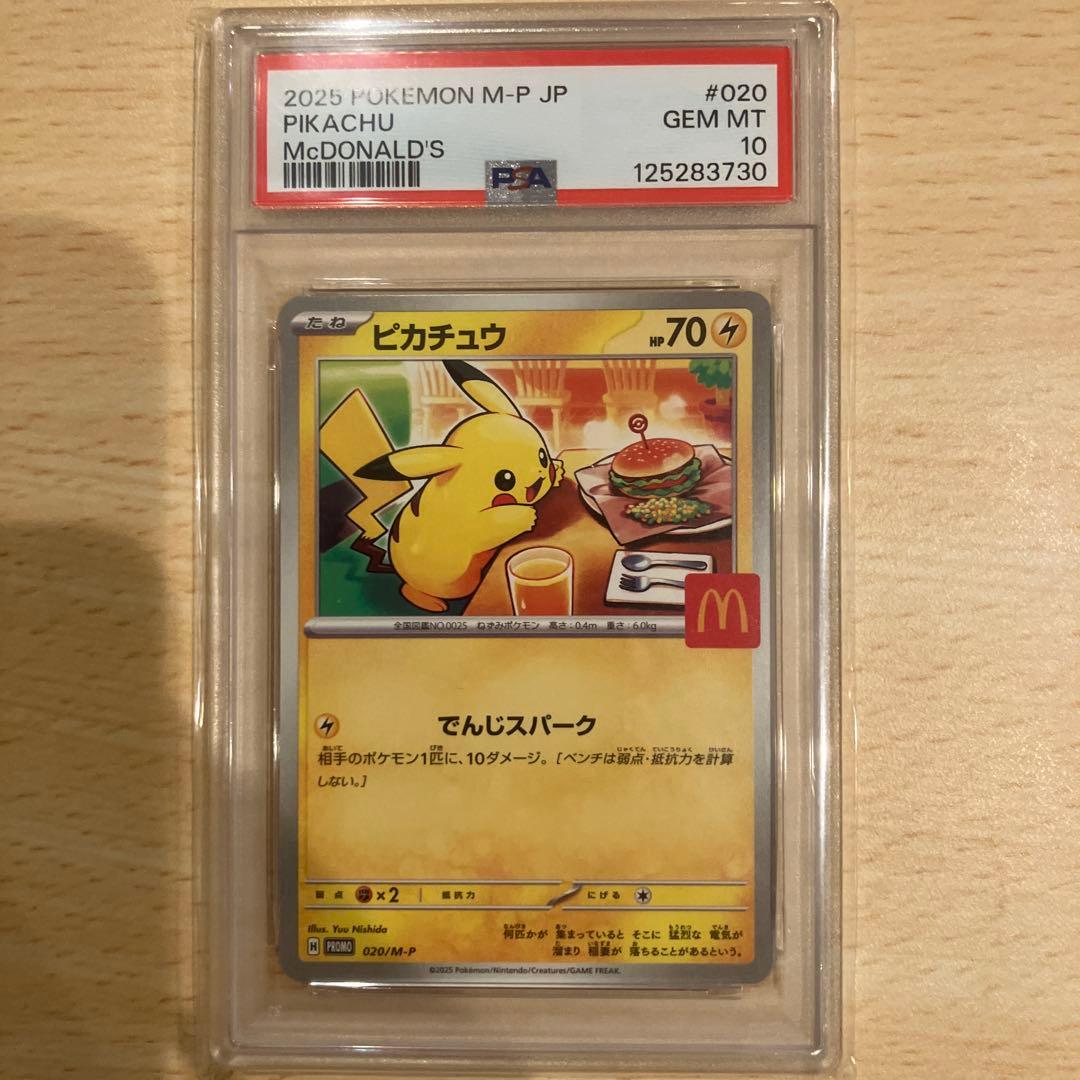 2025 POKEMON M-P JP #020
PIKACHU GEM MT
McDONALD'S 10
PSA 125283730
たね ピカチュウ HP70
全国図鑑NO.0025 ねずみポケモン 高さ:0.4m 重さ:6.0kg
でんじスパーク
相手のポケモン1匹に、10ダメージ。[ベンチは弱点・抵抗力を計算
しない。]
弱点 ×2 抵抗力 にげる
Illus. Yuu Nishida
何匹かが 集まっていると そこに 猛烈な 電気が
溜まり 稲妻が 落ちることがあるという。
H PROMO 020/M-P
©2025 Pokémon/Nintendo/Creatures/GAME FREAK.